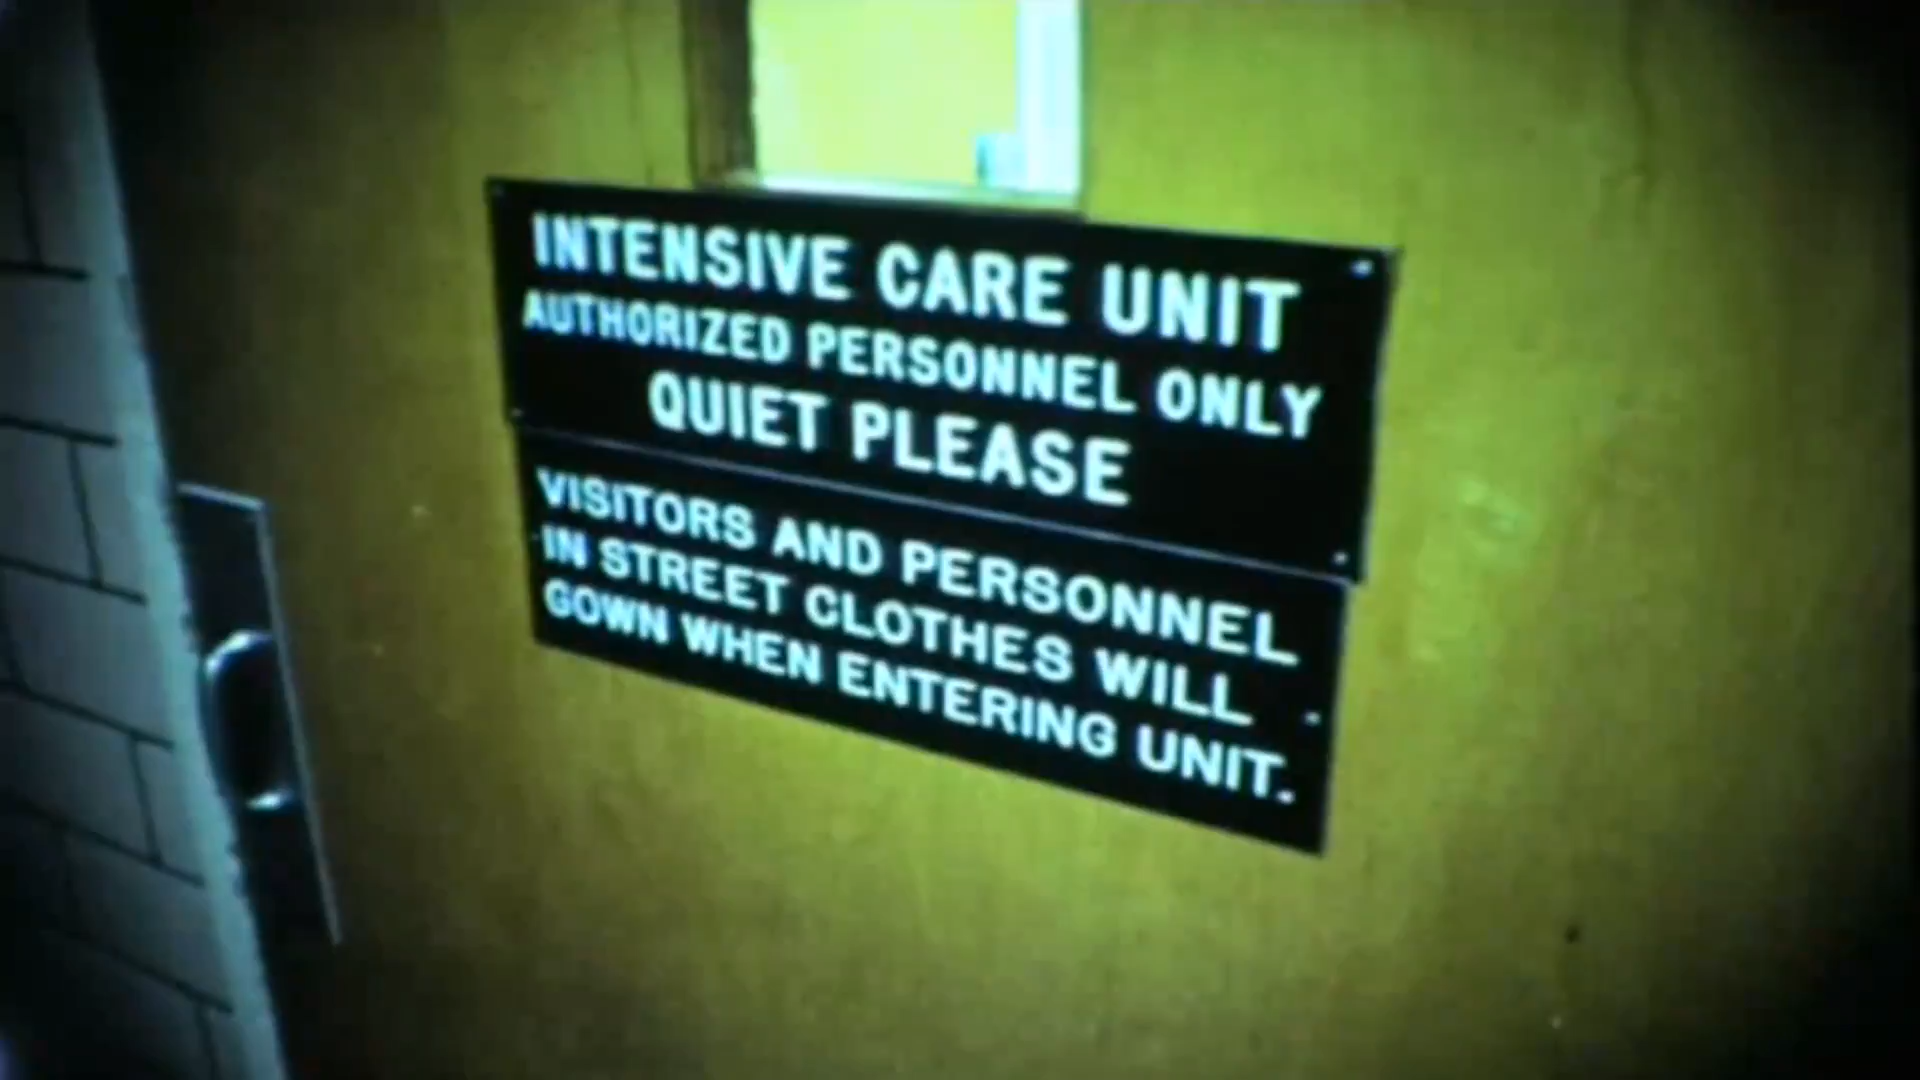 INTENSIVE CARE UNIT
AUTHORIZED PERSONNEL ONLY
QUIET PLEASE
VISITORS AND PERSONNEL
IN STREET CLOTHES WILL
GOWN WHEN ENTERING UNIT.